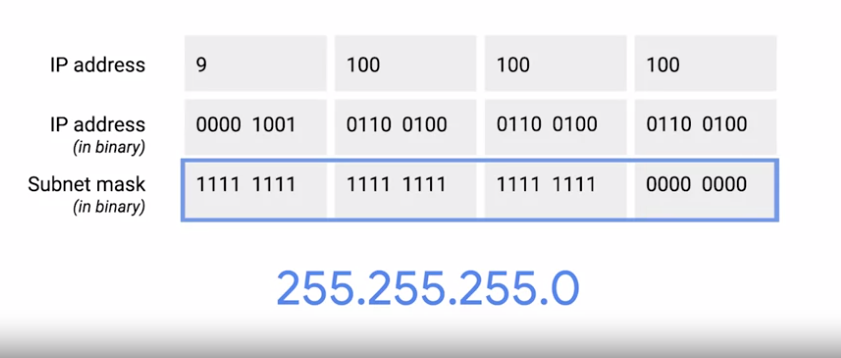 IP address 9 100 100 100
IP address 0000 1001 0110 0100 0110 0100 0110 0100
(in binary)
Subnet mask 1111 1111 1111 1111 1111 1111 0000 0000
(in binary)
255.255.255.0